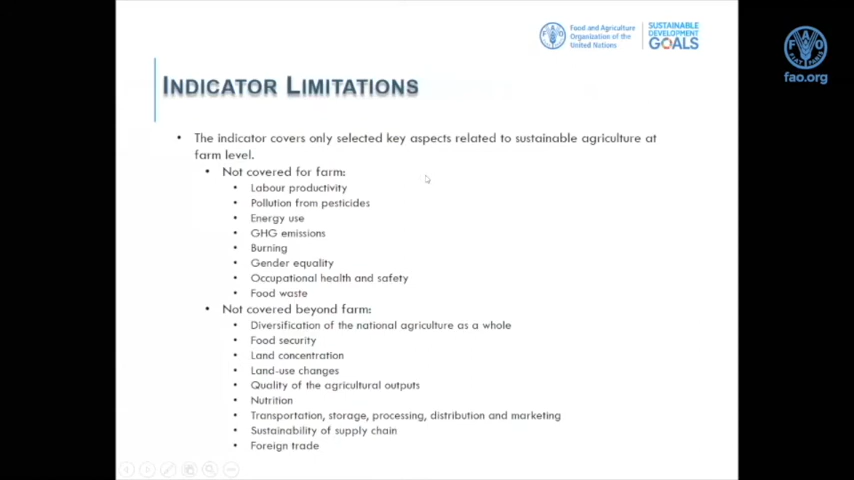 Food and Agriculture
Organization of the
United Nations
SUSTAINABLE
DEVELOPMENT
GOALS
fao.org
INDICATOR LIMITATIONS
• The indicator covers only selected key aspects related to sustainable agriculture at
farm level.
• Not covered for farm:
• Labour productivity
• Pollution from pesticides
• Energy use
• GHG emissions
• Burning
• Gender equality
• Occupational health and safety
• Food waste
• Not covered beyond farm:
• Diversification of the national agriculture as a whole
• Food security
• Land concentration
• Land-use changes
• Quality of the agricultural outputs
• Nutrition
• Transportation, storage, processing, distribution and marketing
• Sustainability of supply chain
• Foreign trade